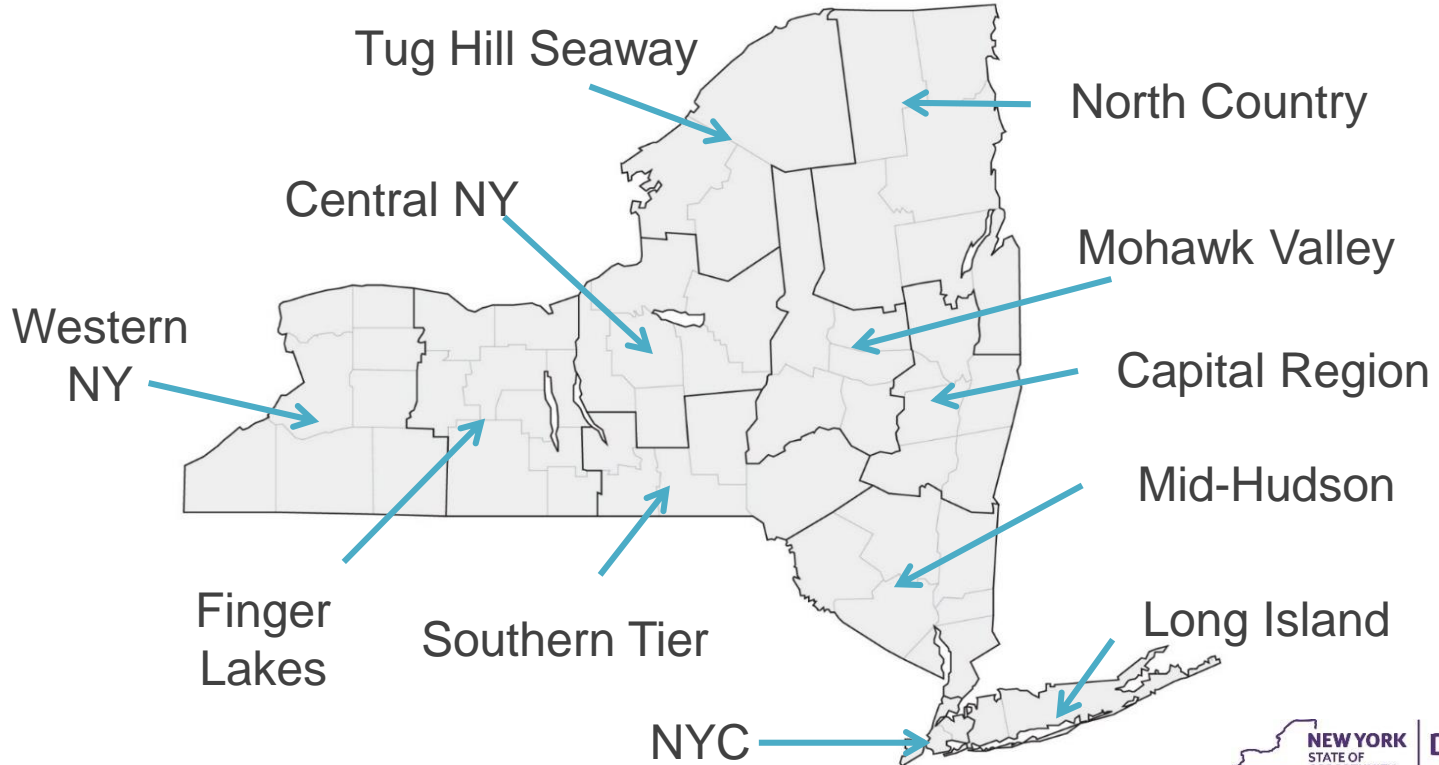 Tug Hill Seaway
North Country
Central NY
Mohawk Valley
Western
NY
Capital Region
Mid-Hudson
Finger
Lakes
Southern Tier
Long Island
NYC
NEW YORK
STATE OF